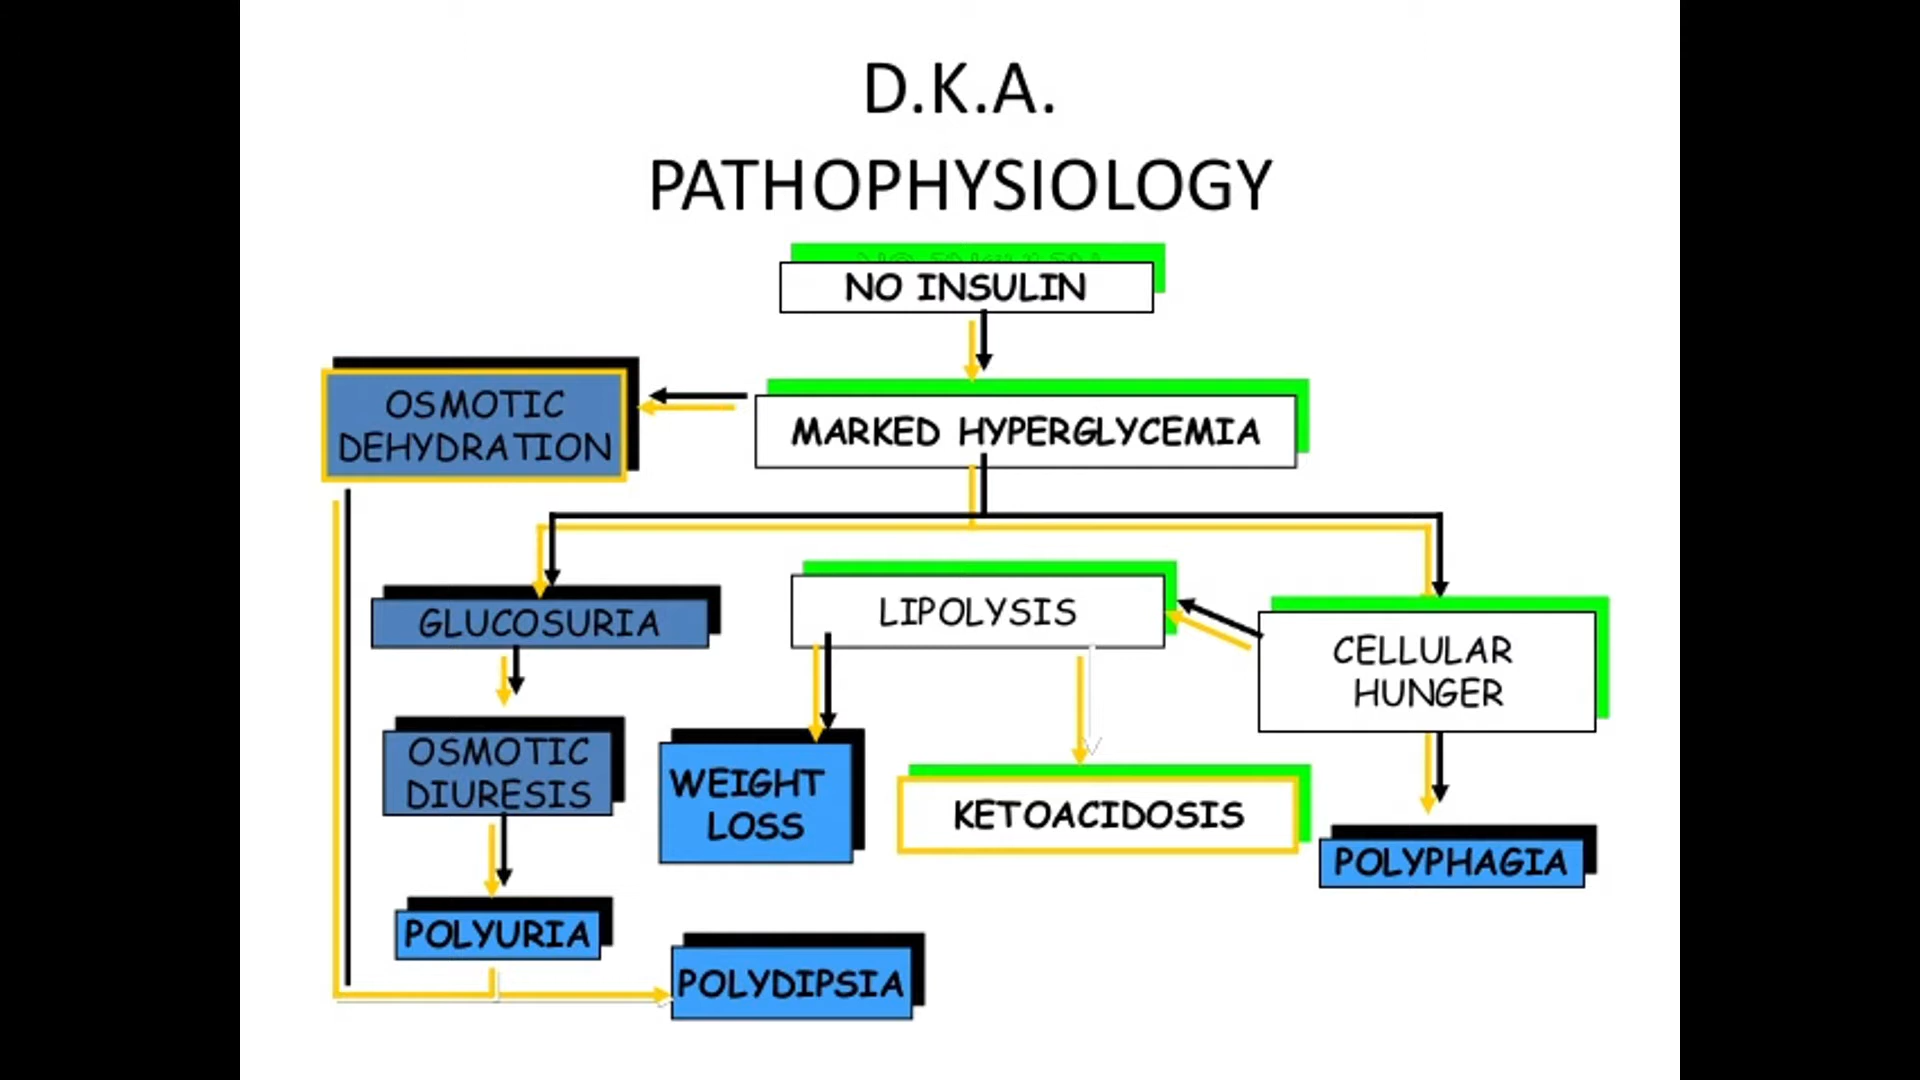 D.K.A.
PATHOPHYSIOLOGY
NO INSULIN
OSMOTIC
DEHYDRATION
MARKED HYPERGLYCEMIA
GLUCOSURIA
LIPOLYSIS
CELLULAR
HUNGER
OSMOTIC
DIURESIS
WEIGHT
LOSS
KETOACIDOSIS
POLYPHAGIA
POLYURIA
POLYDIPSIA